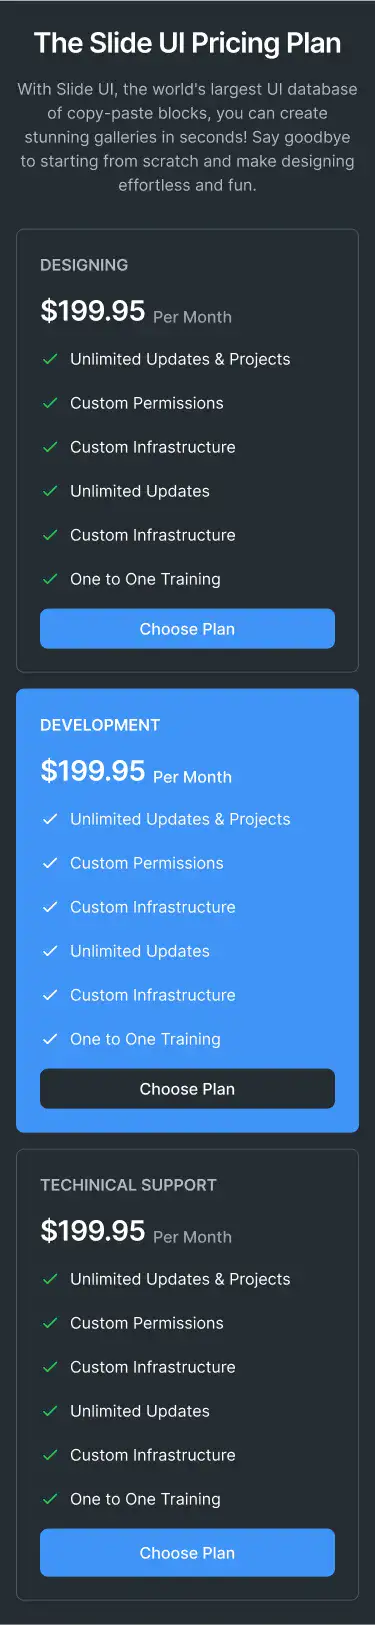 The Slide UI Pricing Plan
With Slide UI, the world's largest UI database
of copy-paste blocks, you can create
stunning galleries in seconds! Say goodbye
to starting from scratch and make designing
effortless and fun.
DESIGNING
$199.95 Per Month
Unlimited Updates & Projects
Custom Permissions
Custom Infrastructure
Unlimited Updates
Custom Infrastructure
One to One Training
Choose Plan
DEVELOPMENT
$199.95 Per Month
Unlimited Updates & Projects
Custom Permissions
Custom Infrastructure
Unlimited Updates
Custom Infrastructure
One to One Training
Choose Plan
TECHINICAL SUPPORT
$199.95 Per Month
Unlimited Updates & Projects
Custom Permissions
Custom Infrastructure
Unlimited Updates
Custom Infrastructure
One to One Training
Choose Plan